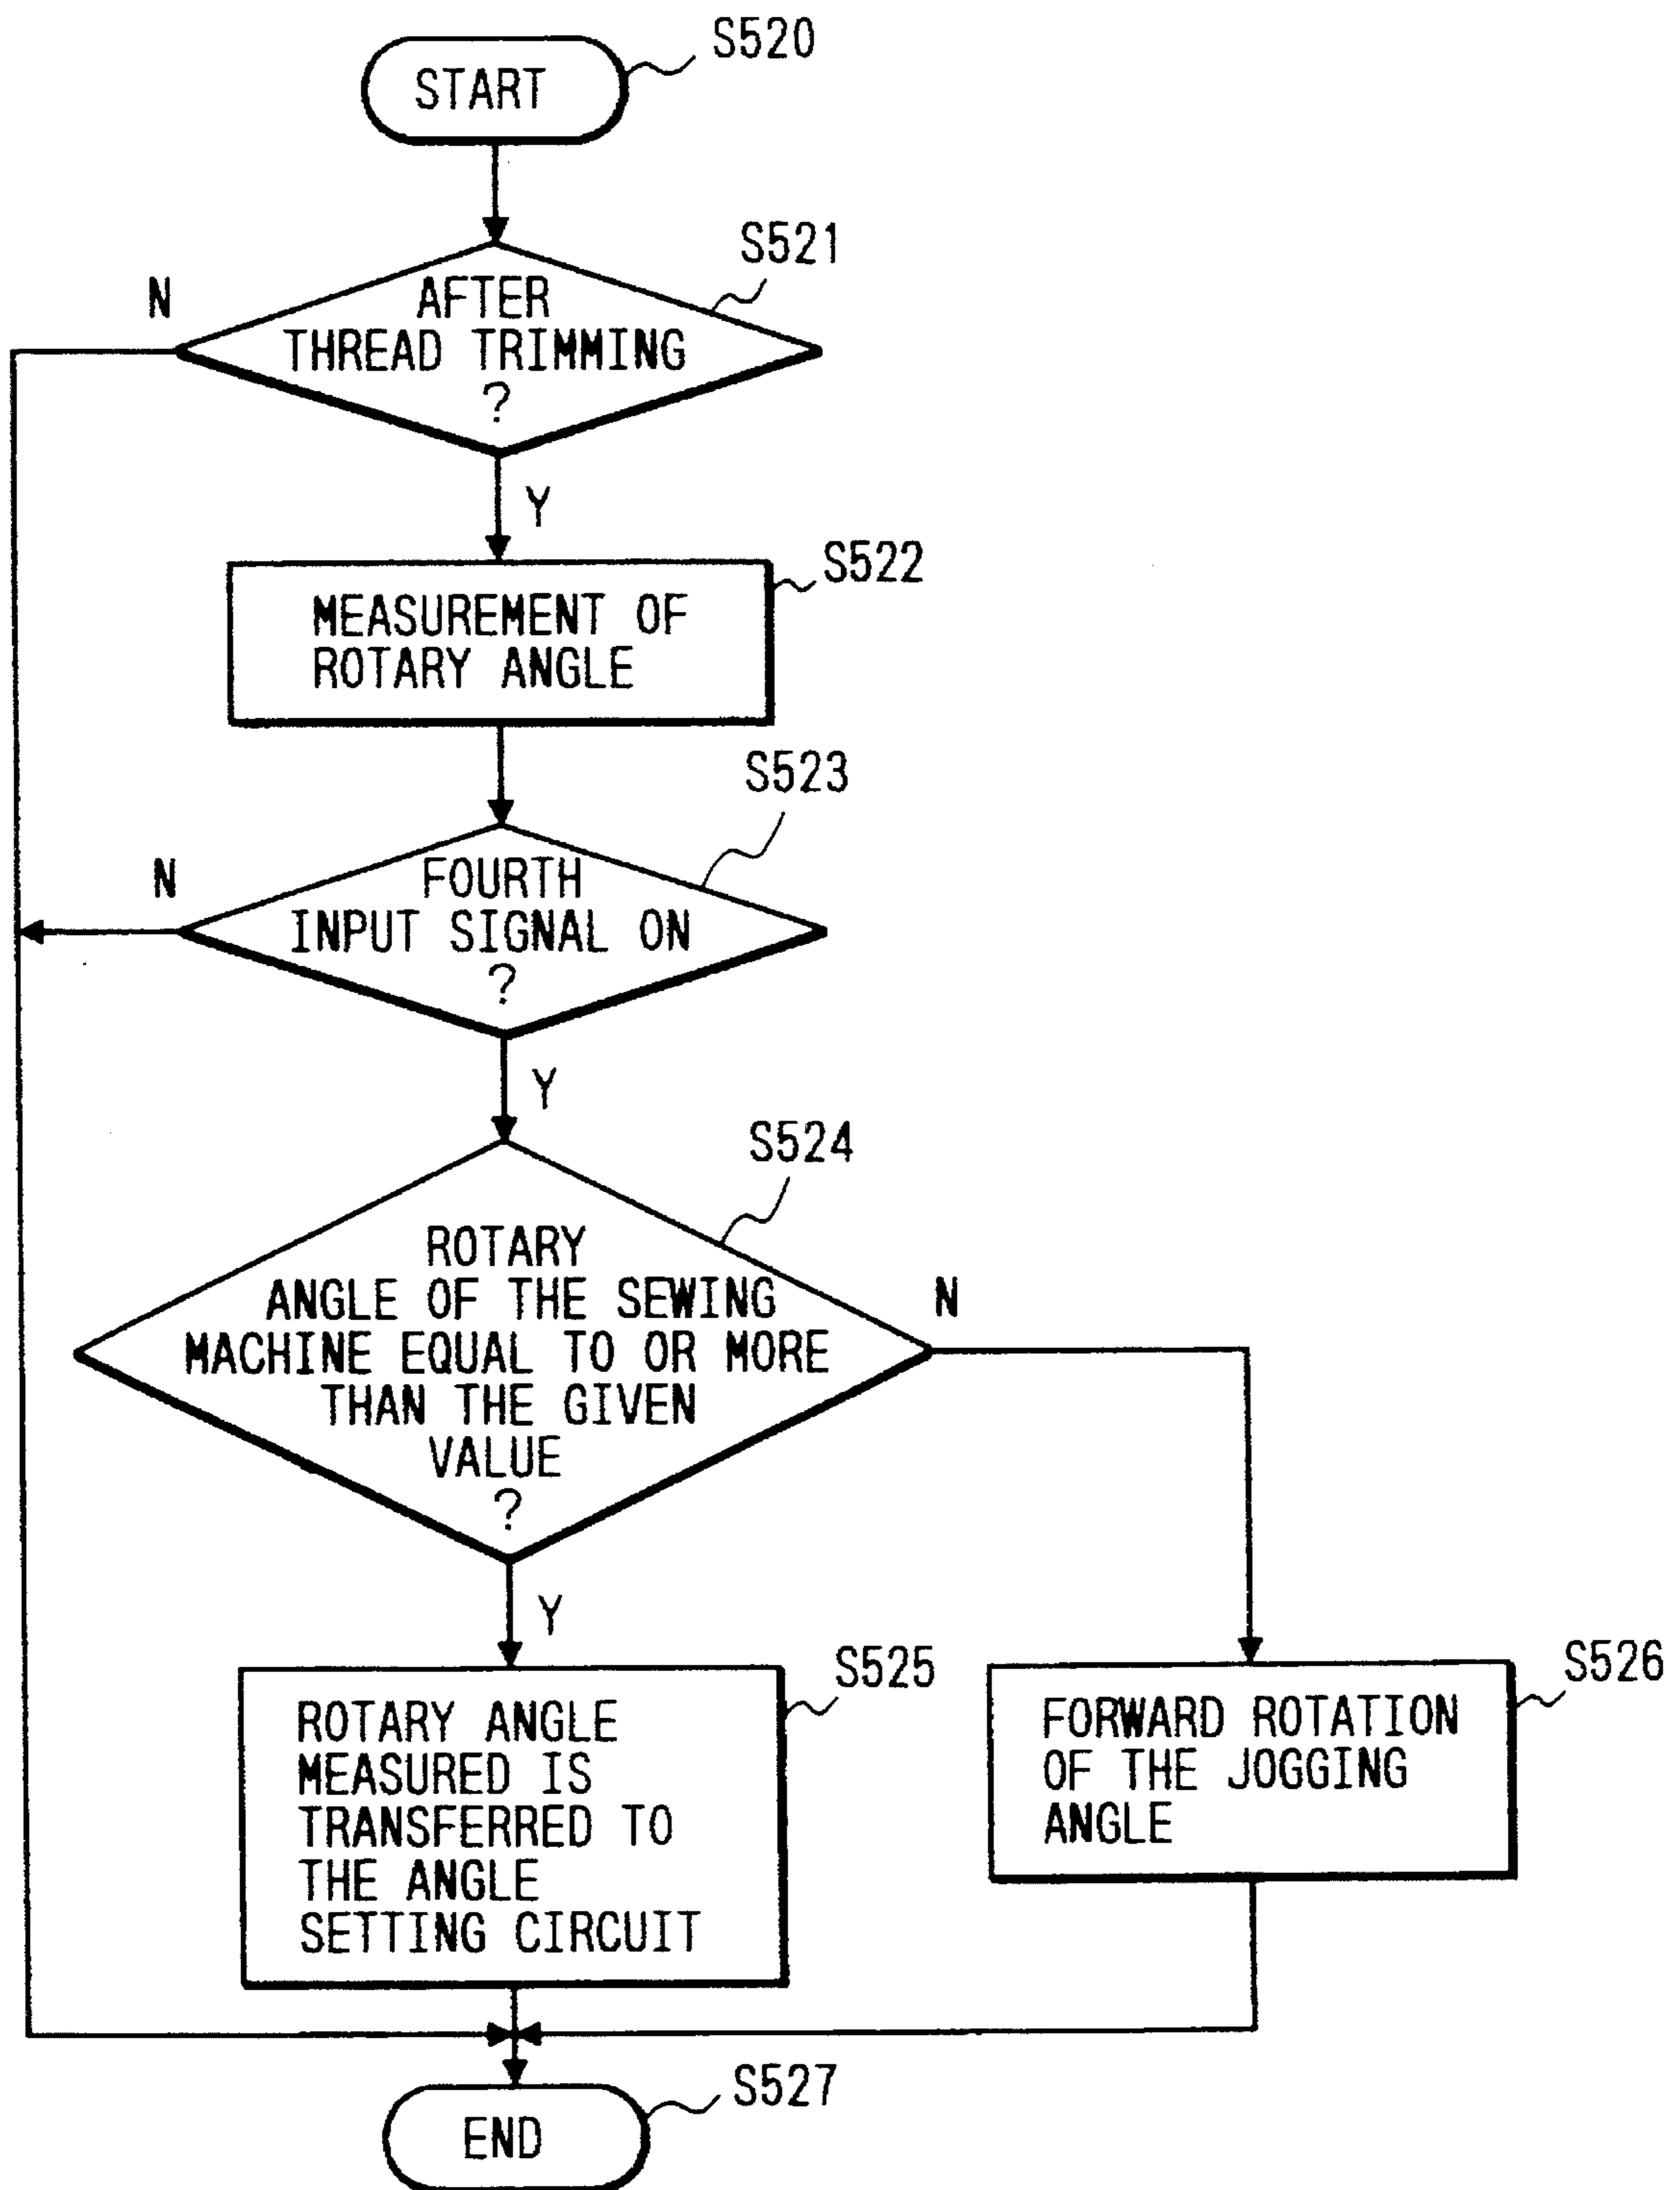 S520
START
S521
N
AFTER
THREAD TRIMMING
?
Y
S522
MEASUREMENT OF
ROTARY ANGLE
S523
N
FOURTH
INPUT SIGNAL ON
?
Y
S524
ROTARY
ANGLE OF THE SEWING
MACHINE EQUAL TO OR MORE
THAN THE GIVEN
VALUE
?
N
Y
S525
ROTARY ANGLE
MEASURED IS
TRANSFERRED TO
THE ANGLE
SETTING CIRCUIT
S526
FORWARD ROTATION
OF THE JOGGING
ANGLE
S527
END